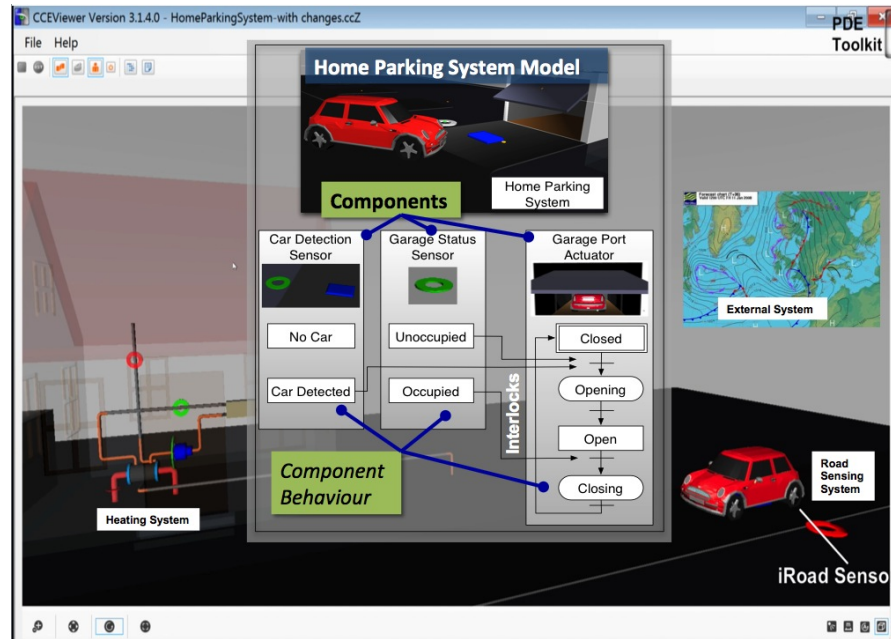 CCEViewer Version 3.1.4.0 - HomeParkingSystem-with changes.ccZ
PDE
Toolkit
File Help
Home Parking System Model
Home Parking
System
Components
Car Detection
Sensor
Garage Status
Sensor
Garage Port
Actuator
External System
No Car
Unoccupied
Closed
Opening
Car Detected
Occupied
Interlocks
Open
Component
Behaviour
Closing
Heating System
Road
Sensing
System
iRoad Senso